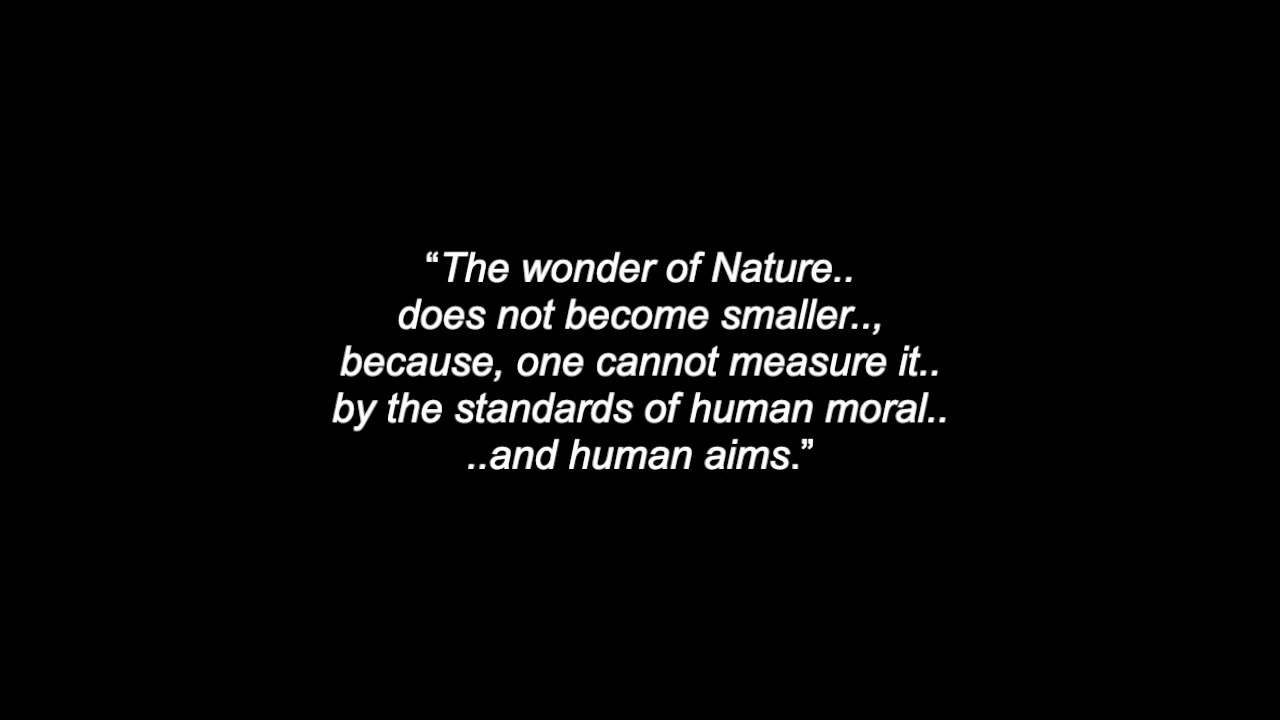 “The wonder of Nature..
does not become smaller..,
because, one cannot measure it..
by the standards of human moral..
..and human aims.”